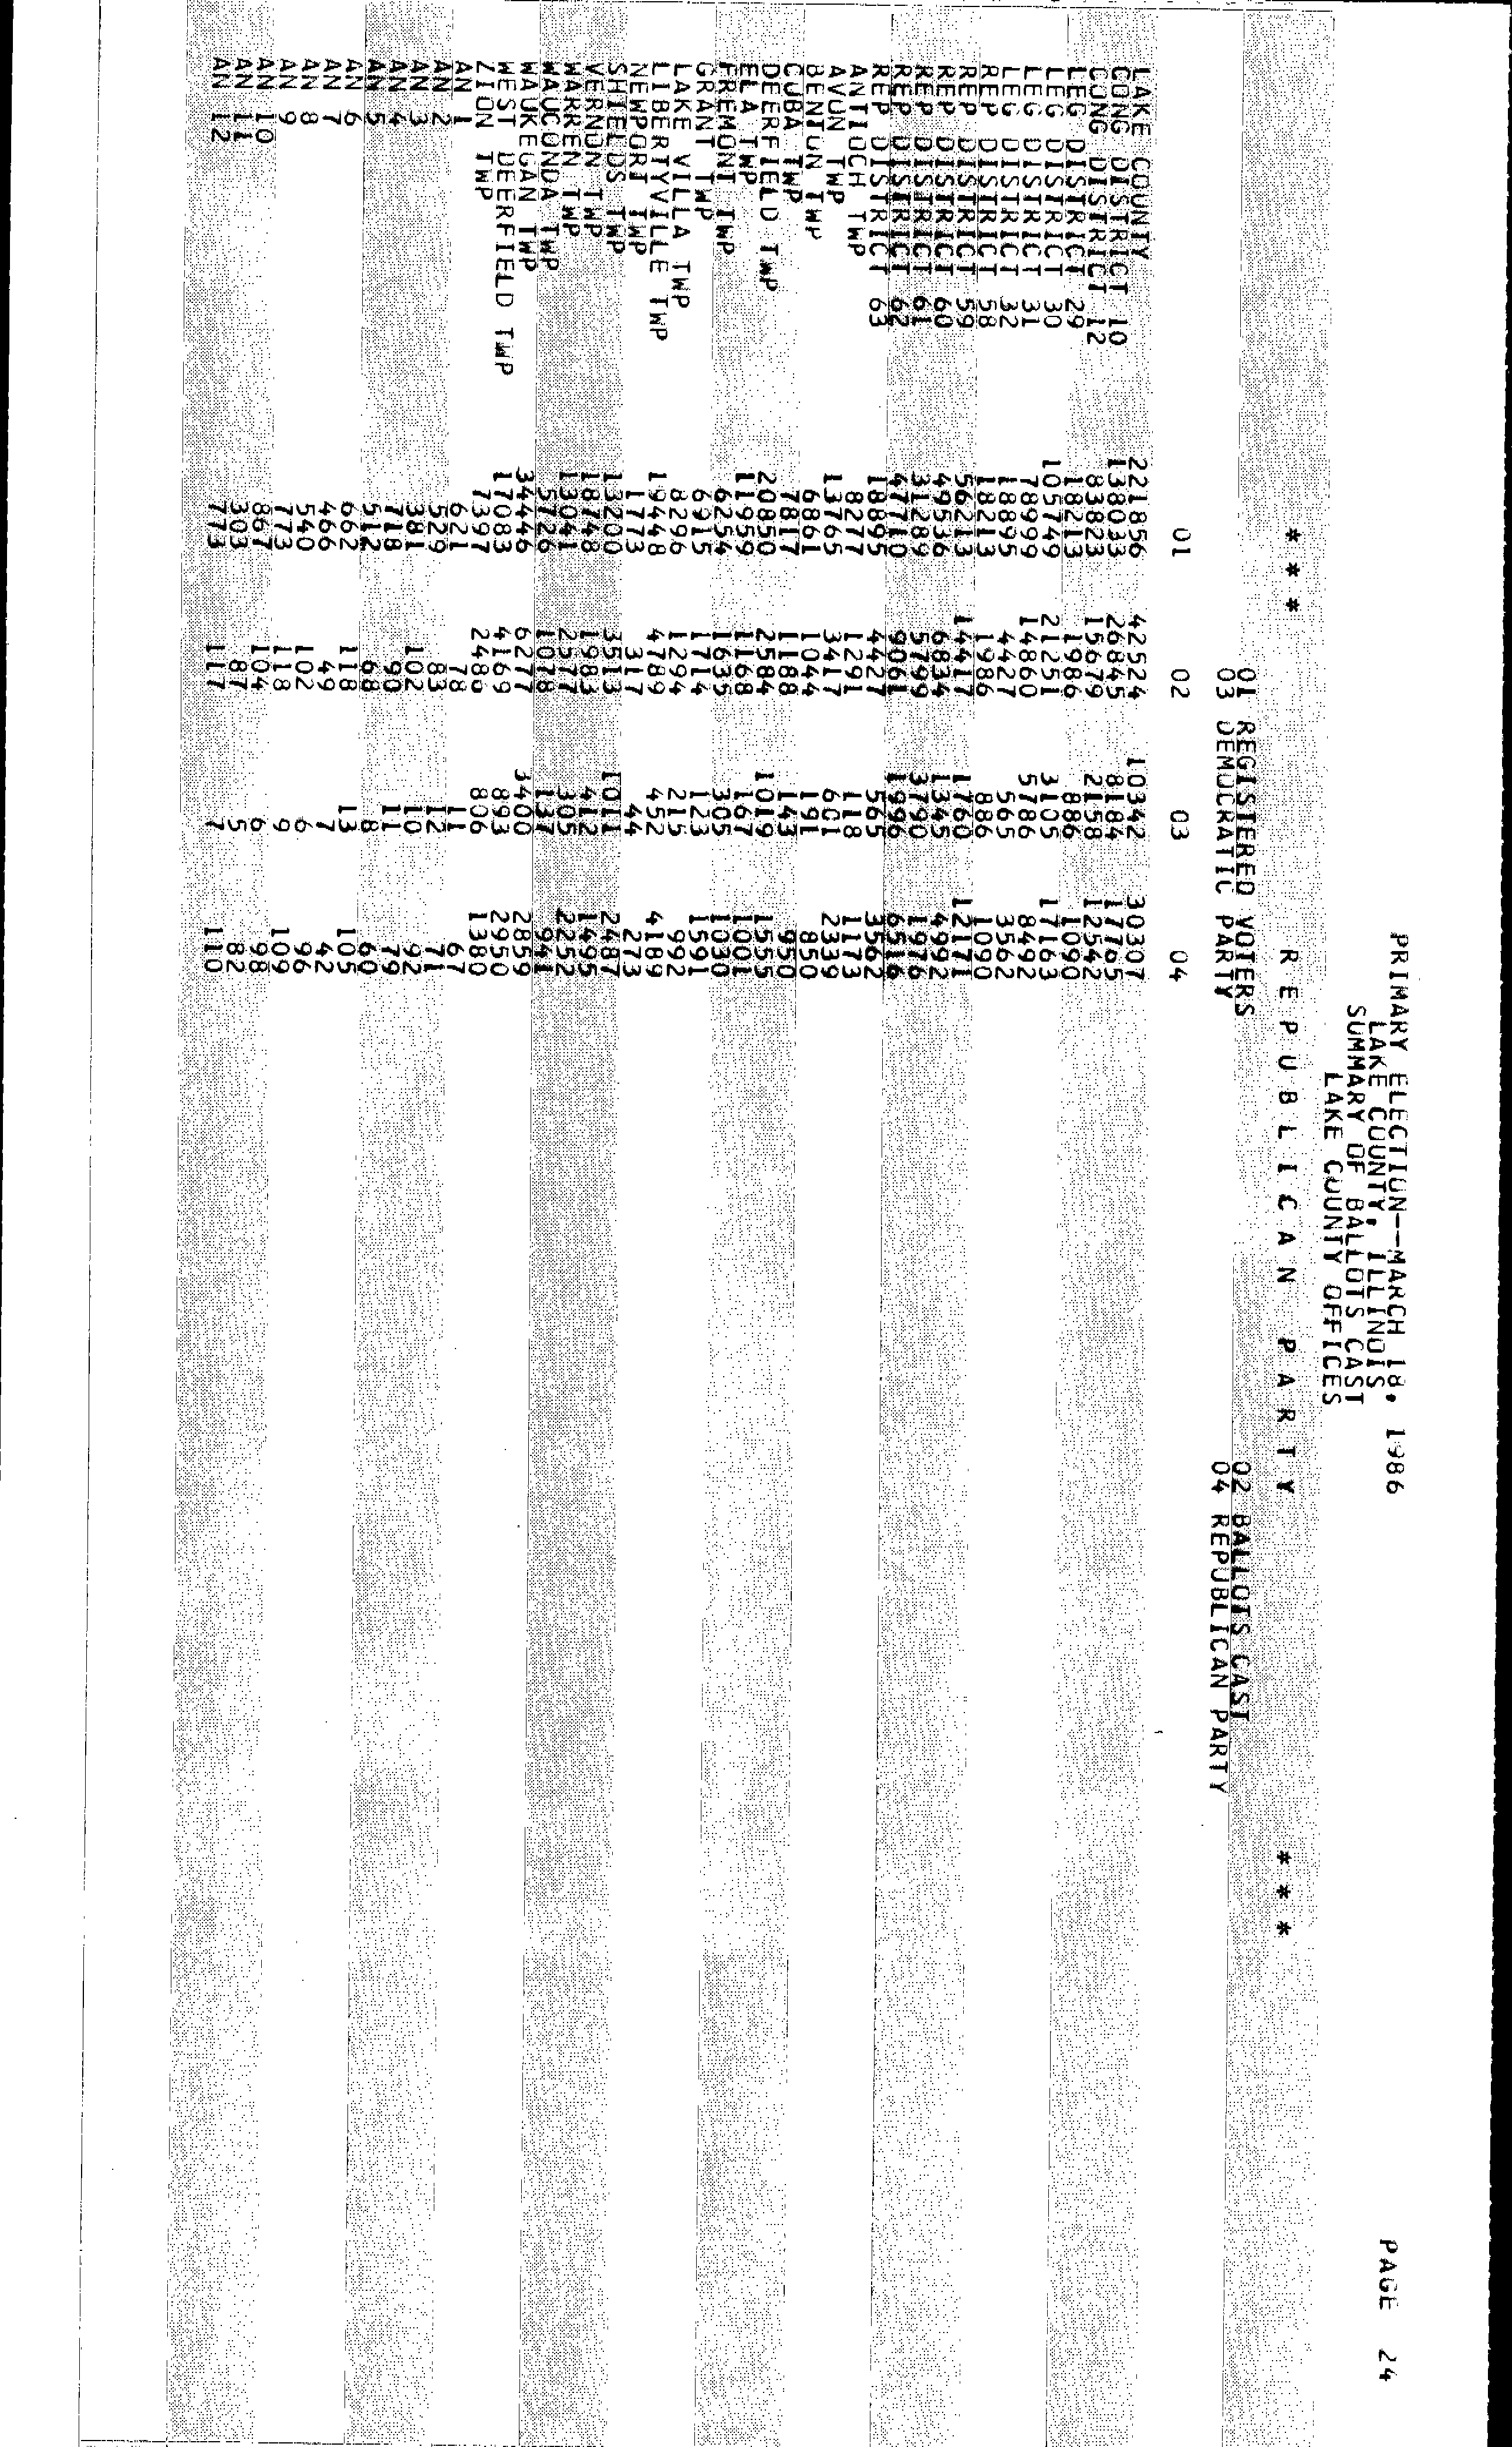 PRIMARY ELECTION--MARCH 18, 1986 PAGE 24
LAKE COUNTY, ILLINOIS
SUMMARY OF BALLOTS CAST
LAKE COUNTY OFFICES
* * * R E P U B L I C A N P A R T Y * * *
01 REGISTERED VOTERS 02 BALLOTS CAST
03 DEMOCRATIC PARTY 04 REPUBLICAN PARTY
01 02 03 04
LAKE COUNTY 221856 42524 10342 30307
CONG DISTRICT 10 138033 26845 8184 17765
CONG DISTRICT 12 83823 15679 2158 12542
LEG DISTRICT 29 18213 1986 886 1090
LEG DISTRICT 30 105749 21251 3105 17163
LEG DISTRICT 31 78999 14860 5786 8492
LEG DISTRICT 32 18895 4427 565 3562
REP DISTRICT 58 18213 1986 886 1090
REP DISTRICT 59 56213 14417 1760 12171
REP DISTRICT 60 49536 6834 1345 4992
REP DISTRICT 61 31289 5799 3790 1976
REP DISTRICT 62 47710 9061 1996 6516
REP DISTRICT 63 18895 4427 565 3562
ANTIOCH TWP 8277 1291 118 1173
AVON TWP 13765 3417 601 2339
BENTON TWP 6861 1044 191 850
CUBA TWP 7817 1188 143 950
DEERFIELD TWP 20850 2584 1019 1555
ELA TWP 11959 1168 167 1001
FREMONT TWP 6254 1635 305 1030
GRANT TWP 6915 1714 123 1591
LAKE VILLA TWP 8296 1294 215 992
LIBERTYVILLE TWP 19448 4789 452 4189
NEWPORT TWP 1773 317 44 273
SHIELDS TWP 13200 3513 1011 2487
VERNON TWP 18748 1983 412 1495
WARREN TWP 13041 2577 305 2252
WAUCONDA TWP 5726 1078 137 941
WAUKEGAN TWP 34446 6277 3400 2859
WEST DEERFIELD TWP 17083 4169 893 2950
ZION TWP 7397 2486 806 1380
AN 1 621 78 11 67
AN 2 529 83 12 71
AN 3 381 102 10 92
AN 4 718 90 11 79
AN 5 512 68 8 60
AN 6 662 118 13 105
AN 7 466 49 7 42
AN 8 540 102 6 96
AN 9 773 118 9 109
AN 10 867 104 6 98
AN 11 303 87 5 82
AN 12 773 117 7 110